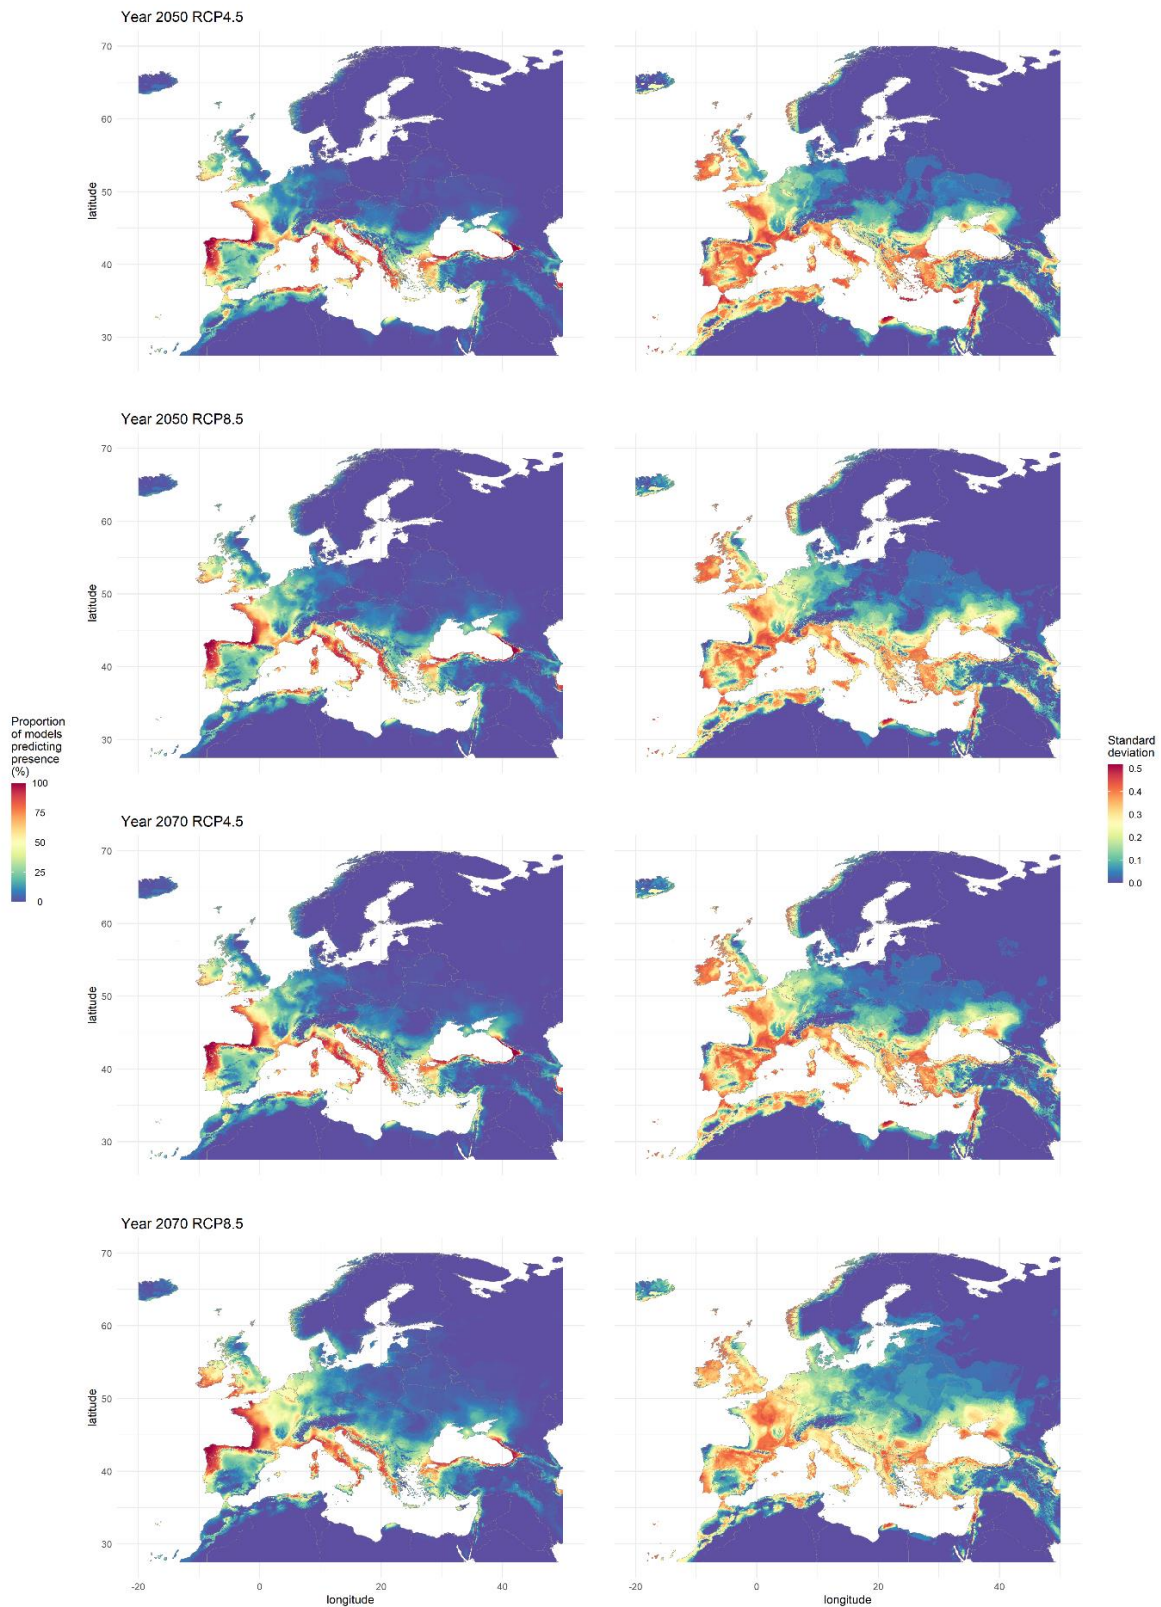 Year 2050 RCP4.5
70
60
50
40
30
latitude
Year 2050 RCP8.5
70
60
50
40
30
latitude
Proportion
of models
predicting
presence
(%)
100
75
50
25
0
Standard
deviation
0.5
0.4
0.3
0.2
0.1
0.0
Year 2070 RCP4.5
70
60
50
40
30
latitude
Year 2070 RCP8.5
70
60
50
40
30
latitude
-20 0 20 40
longitude
-20 0 20 40
longitude